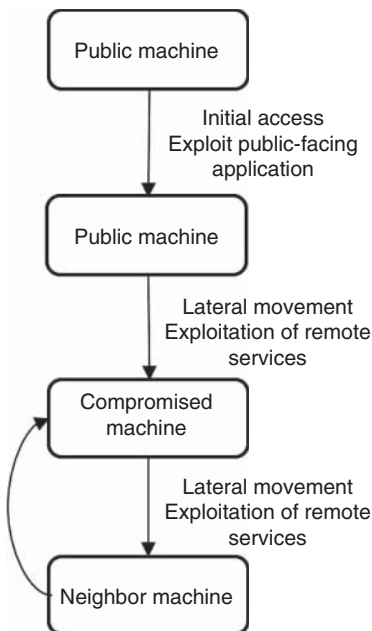 Public machine
Initial access
Exploit public-facing
application
Public machine
Lateral movement
Exploitation of remote
services
Compromised
machine
Lateral movement
Exploitation of remote
services
Neighbor machine